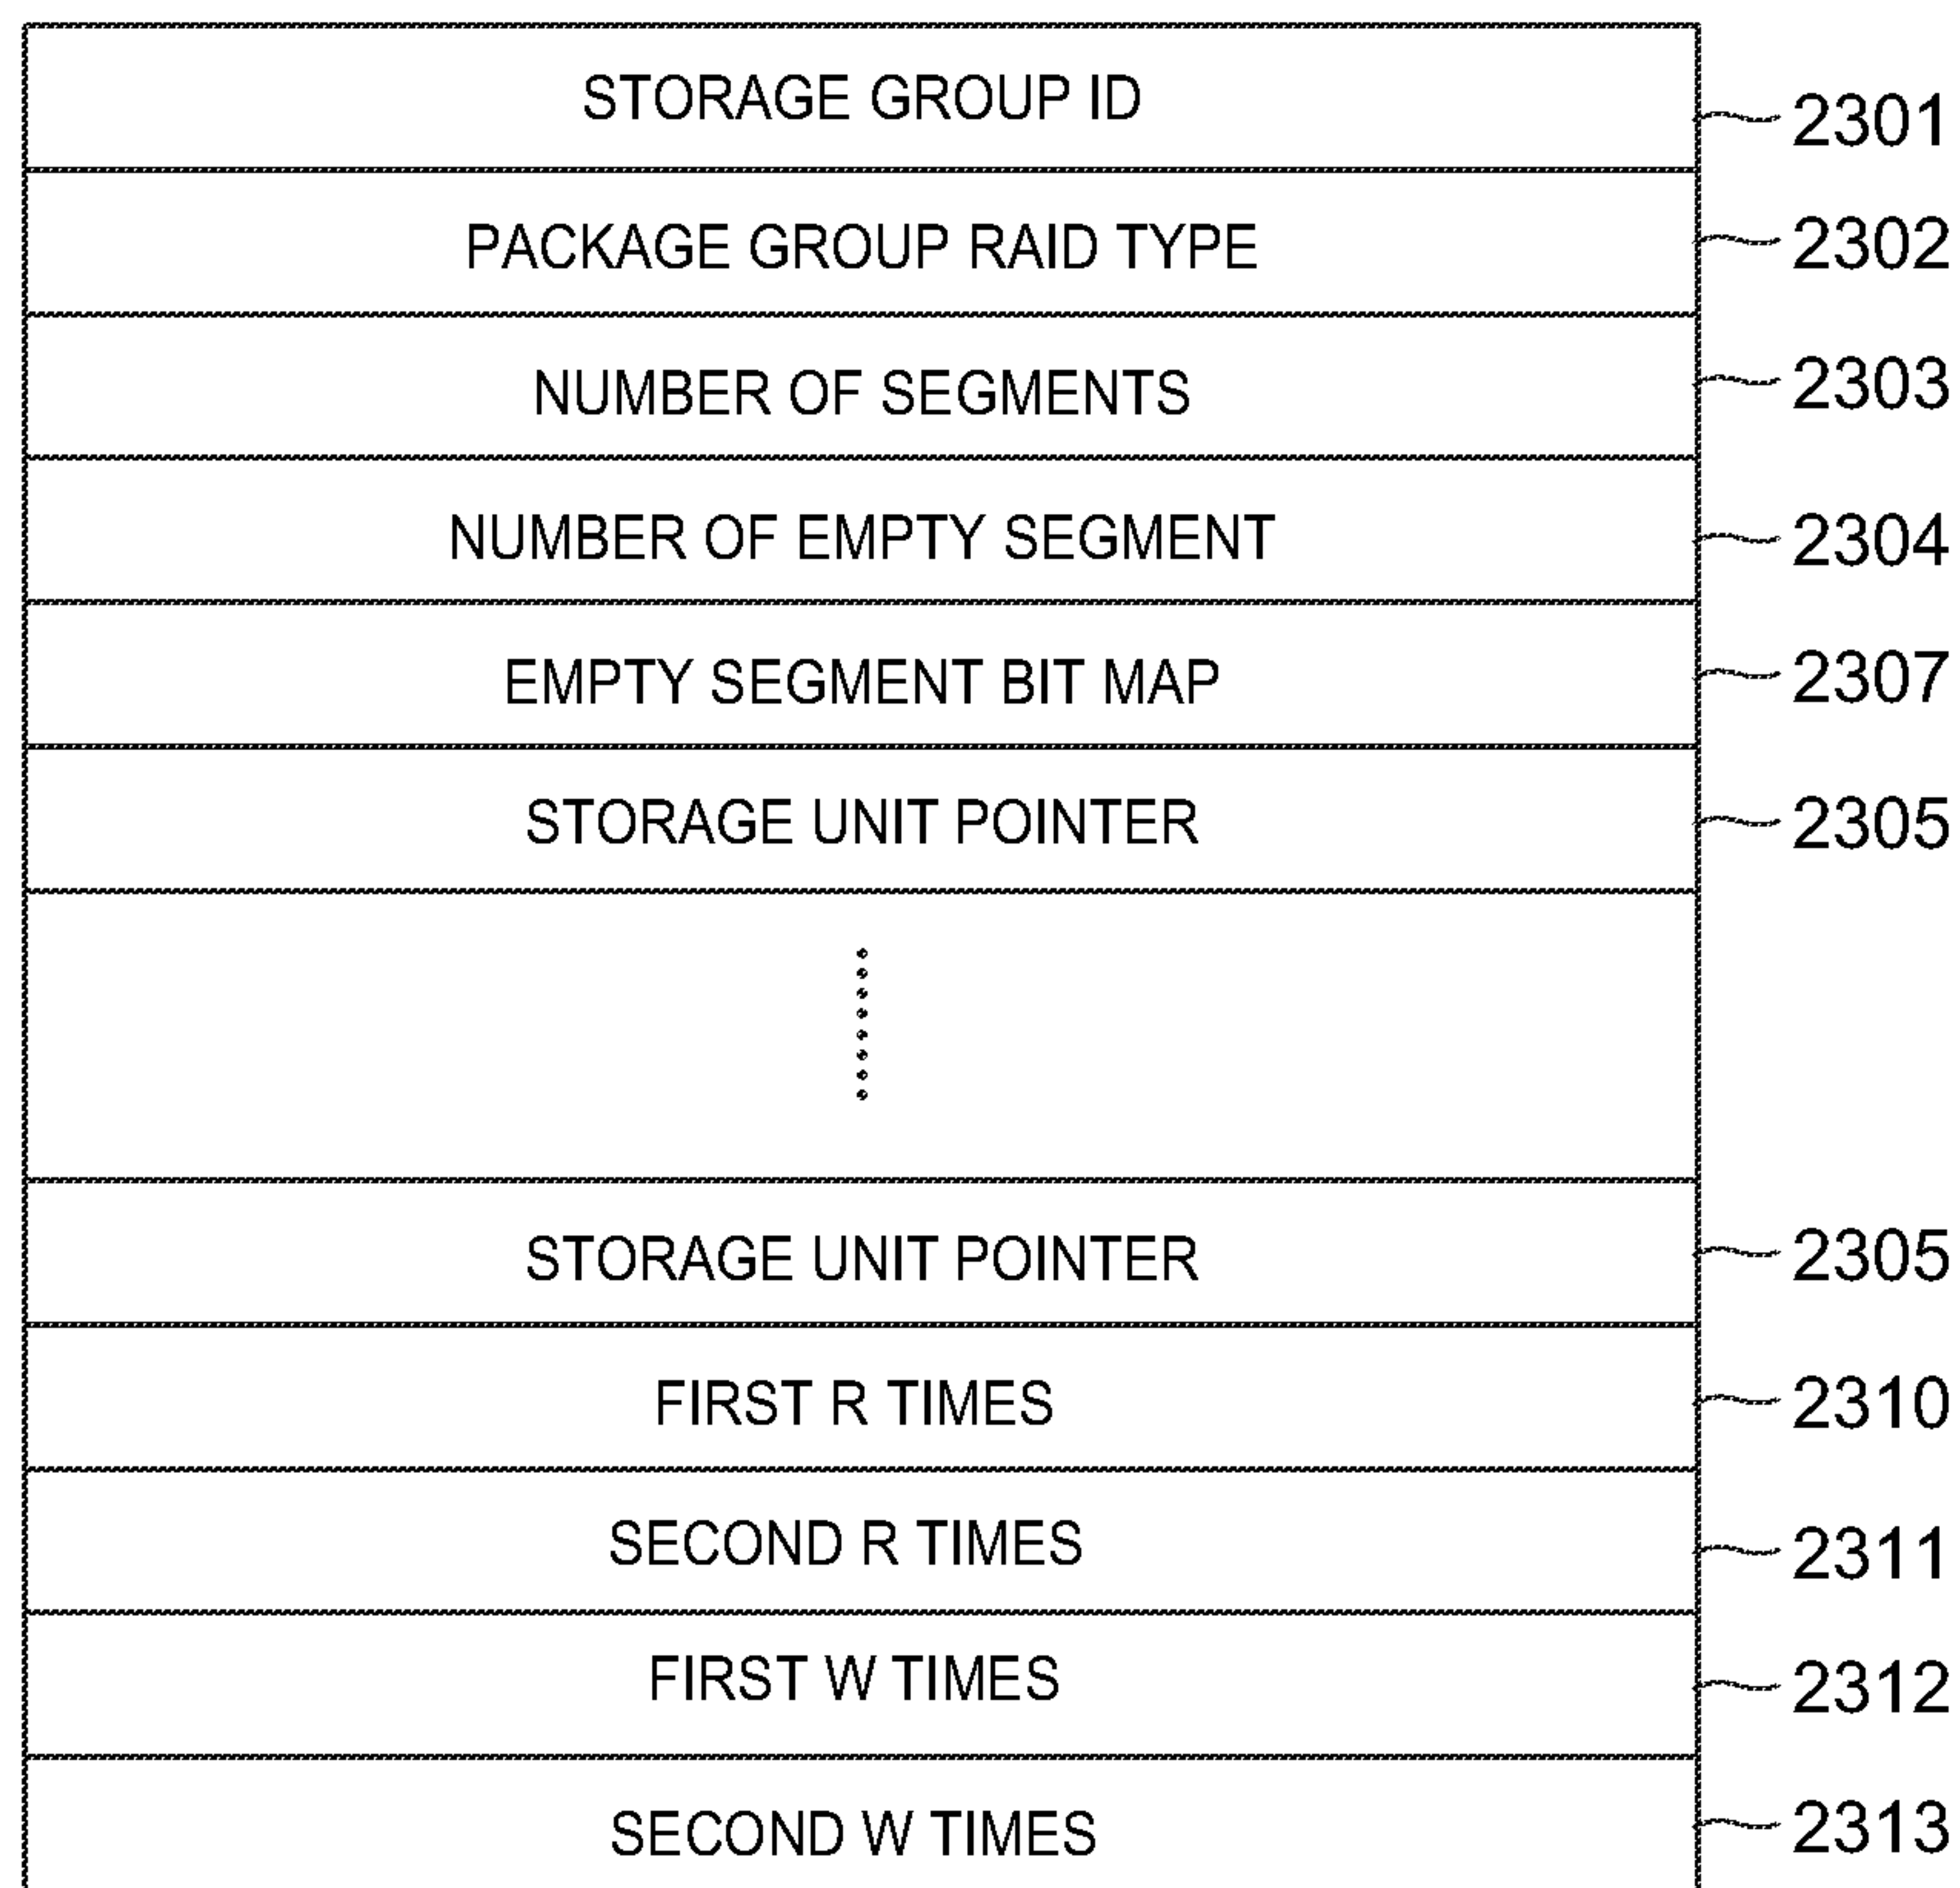 STORAGE GROUP ID 2301
PACKAGE GROUP RAID TYPE 2302
NUMBER OF SEGMENTS 2303
NUMBER OF EMPTY SEGMENT 2304
EMPTY SEGMENT BIT MAP 2307
STORAGE UNIT POINTER 2305
STORAGE UNIT POINTER 2305
FIRST R TIMES 2310
SECOND R TIMES 2311
FIRST W TIMES 2312
SECOND W TIMES 2313